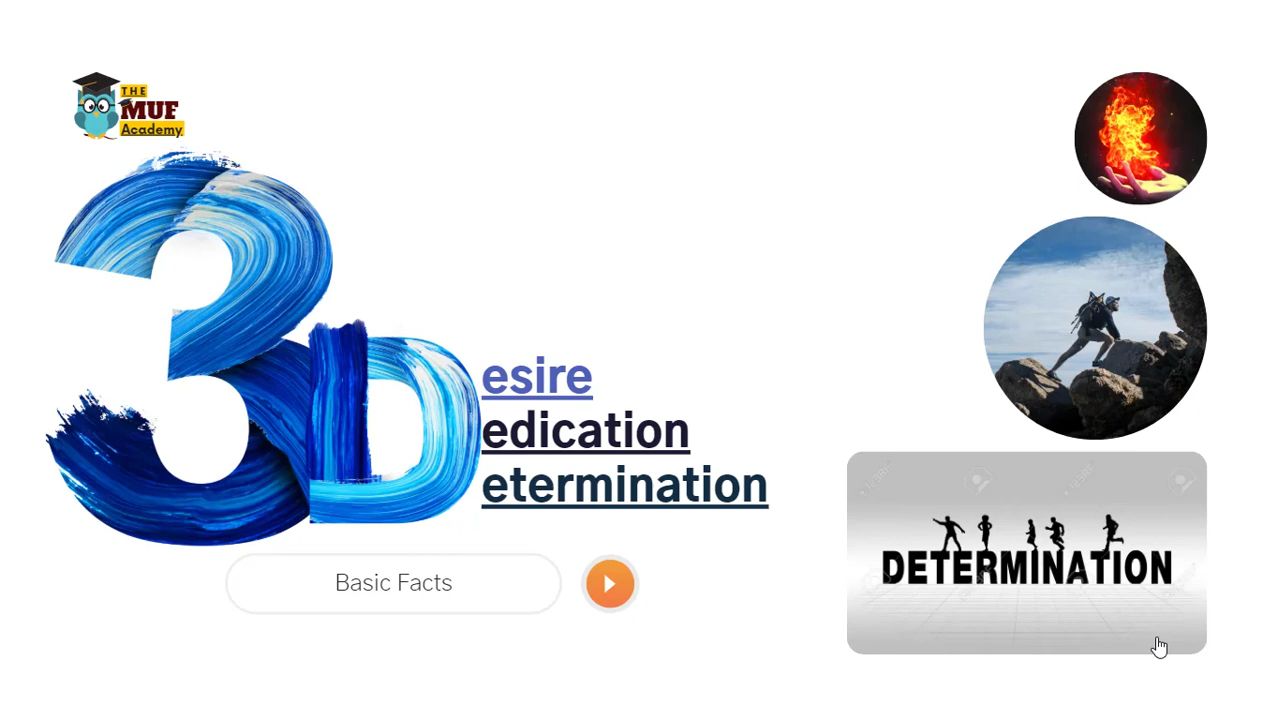 THE
MUF
Academy
3D
esire
edication
etermination
Basic Facts
DETERMINATION